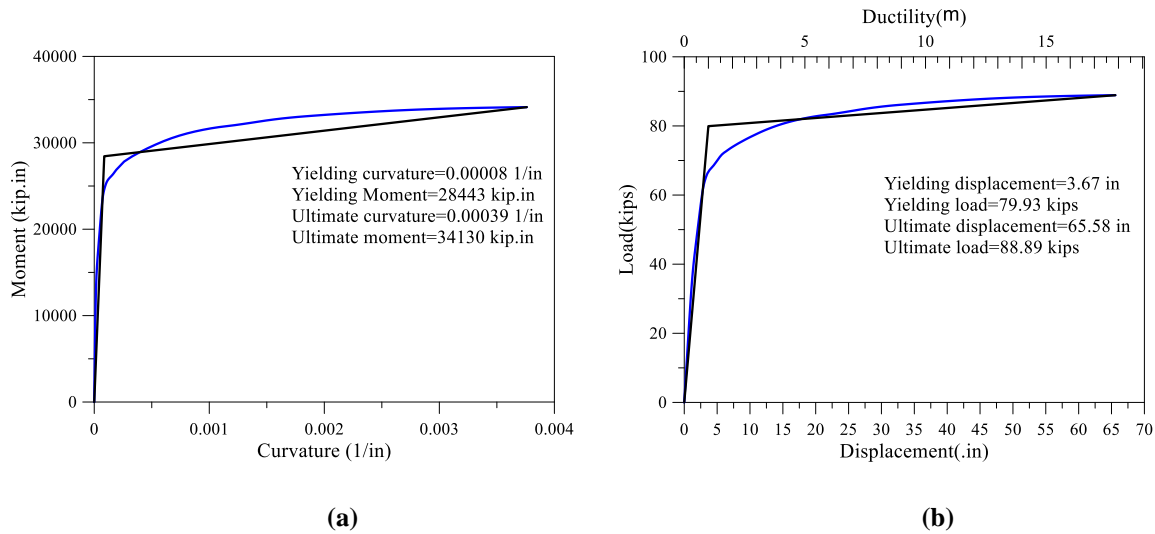 40000
30000
20000
10000
0
Moment (kip.in)
Yielding curvature=0.00008 1/in
Yielding Moment=28443 kip.in
Ultimate curvature=0.00039 1/in
Ultimate moment=34130 kip.in
0 0.001 0.002 0.003 0.004
Curvature (1/in)
(a)
Ductility(m)
0 5 10 15
100
80
60
40
20
0
Load(kips)
Yielding displacement=3.67 in
Yielding load=79.93 kips
Ultimate displacement=65.58 in
Ultimate load=88.89 kips
0 5 10 15 20 25 30 35 40 45 50 55 60 65 70
Displacement(.in)
(b)